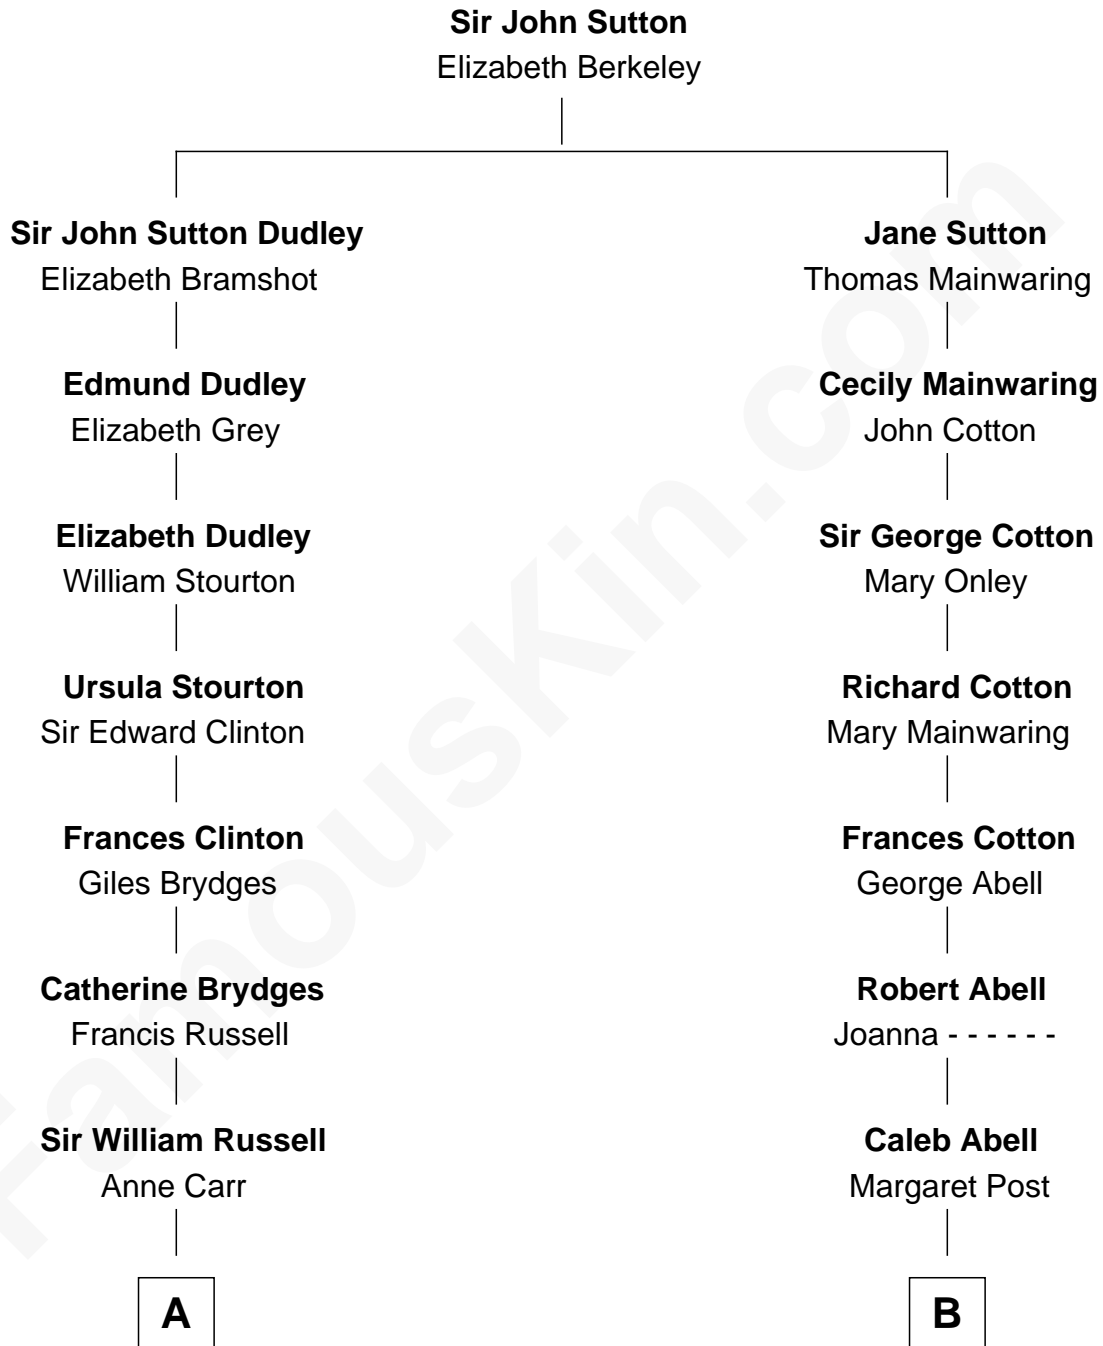 Sir John Sutton
Elizabeth Berkeley
Sir John Sutton Dudley
Elizabeth Bramshot
Jane Sutton
Thomas Mainwaring
Edmund Dudley
Elizabeth Grey
Cecily Mainwaring
John Cotton
Elizabeth Dudley
William Stourton
Sir George Cotton
Mary Onley
Ursula Stourton
Sir Edward Clinton
Richard Cotton
Mary Mainwaring
Frances Clinton
Giles Brydges
Frances Cotton
George Abell
Catherine Brydges
Francis Russell
Robert Abell
Joanna - - - - - -
Sir William Russell
Anne Carr
Caleb Abell
Margaret Post
A
B
FamousKin.com